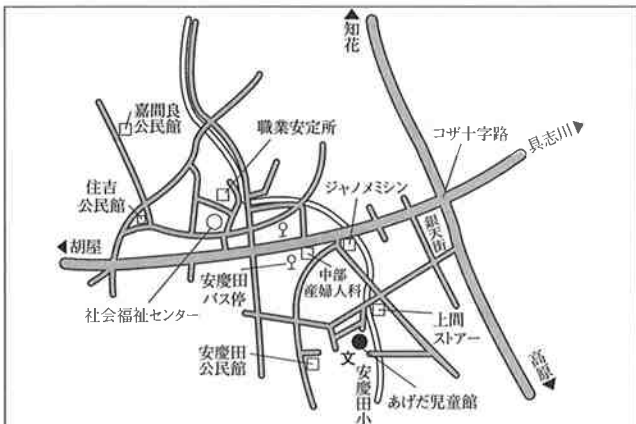 知花
嘉間良
公民館
職業安定所
コザ十字路
具志川
住吉
公民館
ジャノメミシン
銀天街
胡屋
安慶田
バス停
中部
産婦人科
社会福祉センター
上間
ストアー
安慶田
公民館
文
安慶田小
あげだ児童館
高原